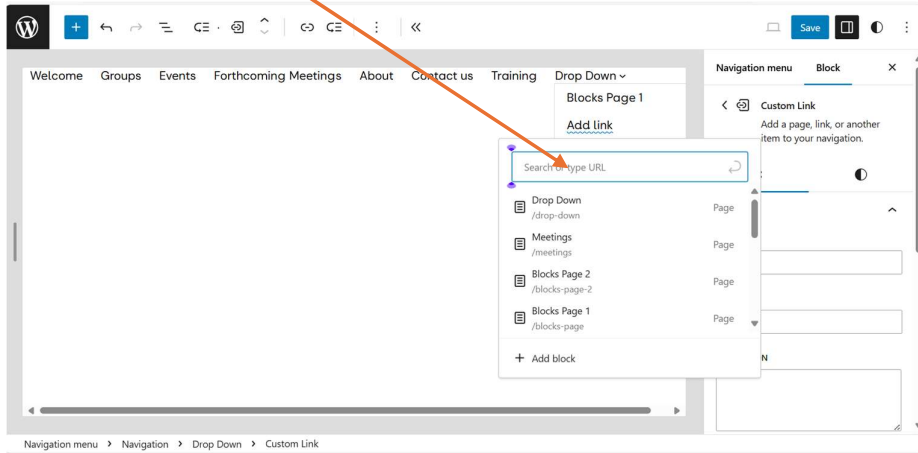 Save
Welcome Groups Events Forthcoming Meetings About Contact us Training Drop Down
Blocks Page 1
Add link
Search or type URL
Drop Down
/drop-down
Page
Meetings
/meetings
Page
Blocks Page 2
/blocks-page-2
Page
Blocks Page 1
/blocks-page
Page
+ Add block
Navigation menu Block
Custom Link
Add a page, link, or another
item to your navigation.
Navigation menu > Navigation > Drop Down > Custom Link